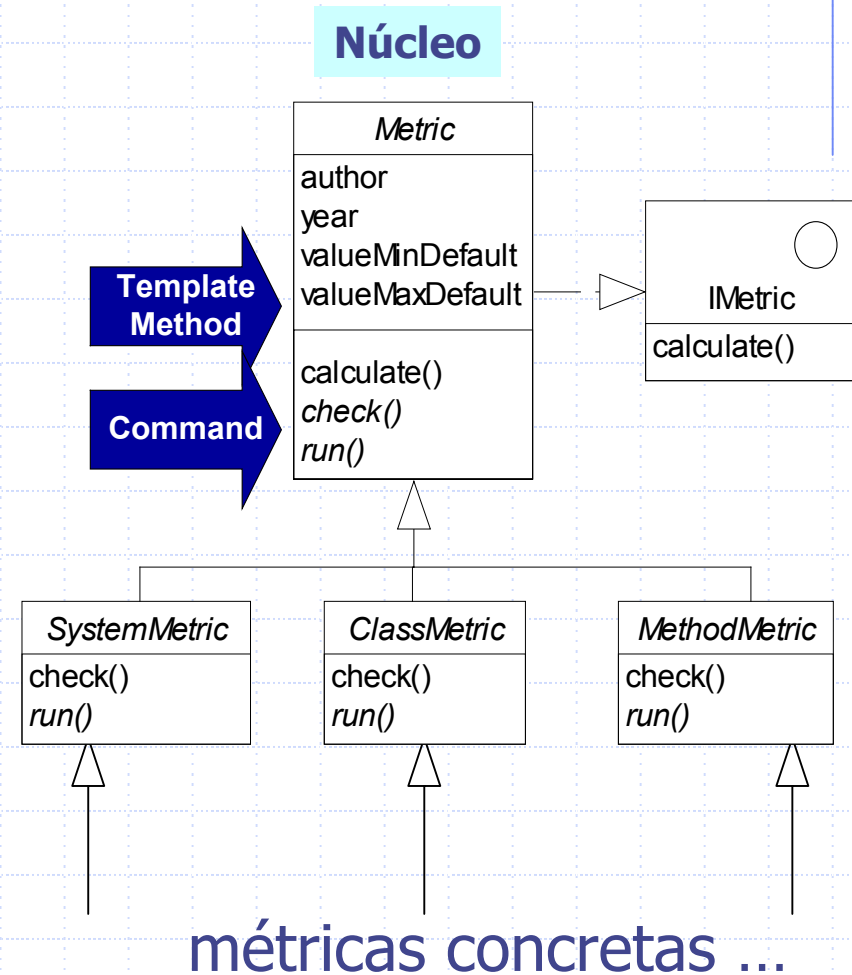 Núcleo
Metric
author
year
valueMinDefault
valueMaxDefault
calculate()
check()
run()
Template
Method
Command
IMetric
calculate()
SystemMetric
check()
run()
ClassMetric
check()
run()
MethodMetric
check()
run()
métricas concretas ...